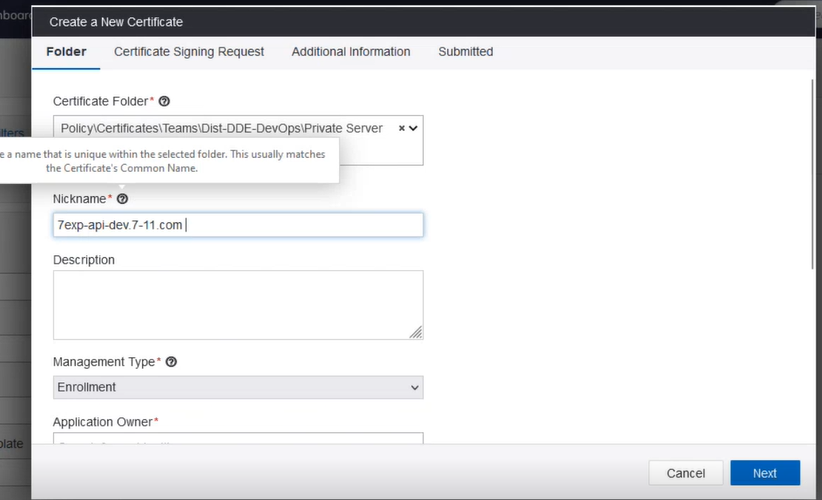 Create a New Certificate
Folder Certificate Signing Request Additional Information Submitted
Certificate Folder*
Policy\Certificates\Teams\Dist-DDE-DevOps\Private Server
a name that is unique within the selected folder. This usually matches
the Certificate's Common Name.
Nickname*
7exp-api-dev.7-11.com
Description
Management Type*
Enrollment
Application Owner*
Cancel Next